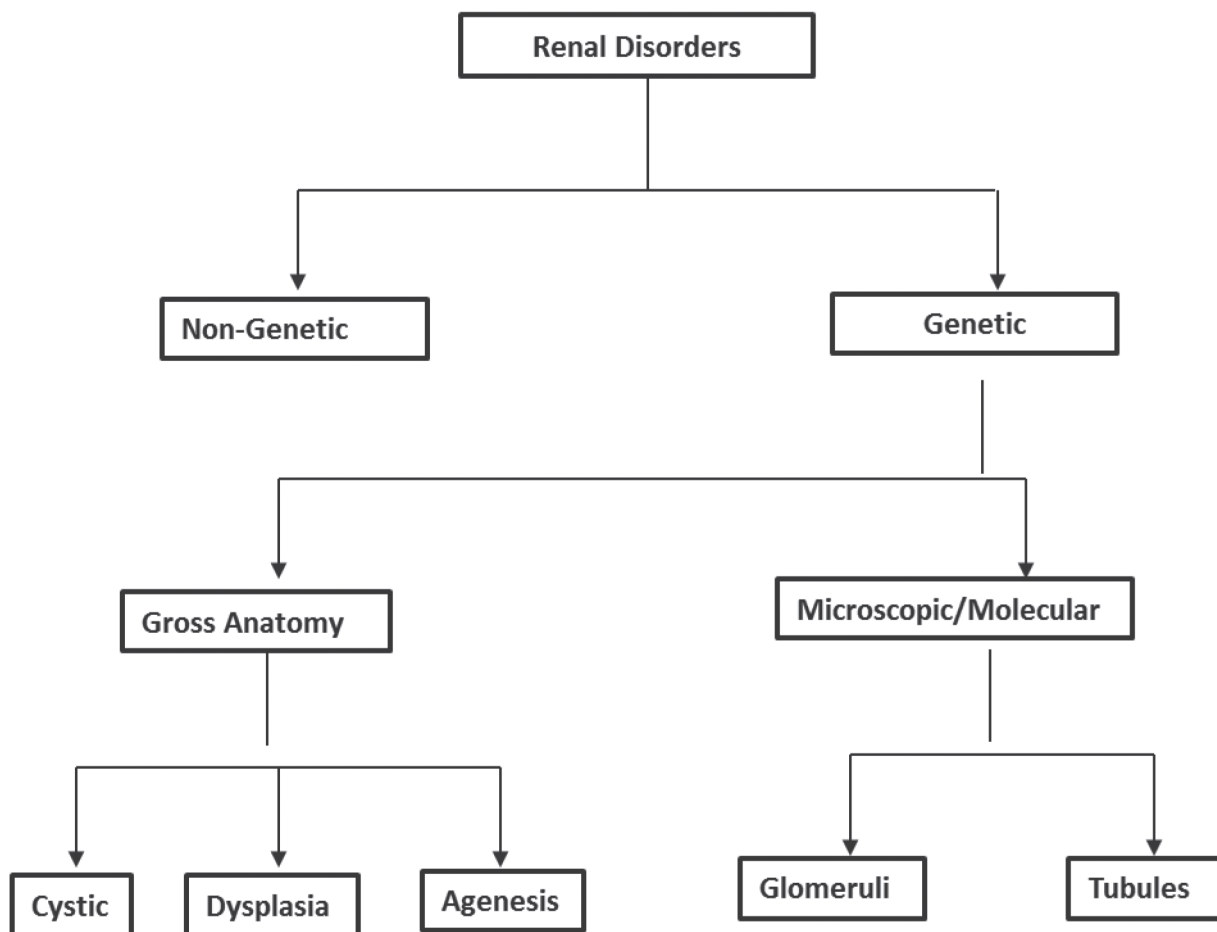 Renal Disorders
Non-Genetic
Genetic
Gross Anatomy
Microscopic/Molecular
Cystic
Dysplasia
Agenesis
Glomeruli
Tubules